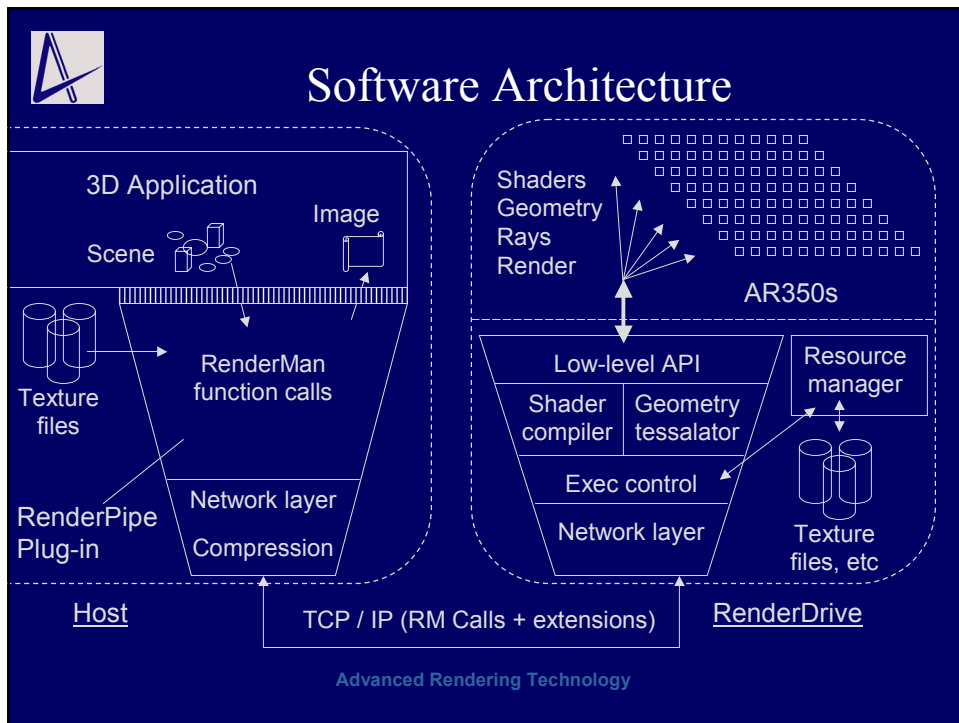 Software Architecture
3D Application
Scene
Image
Texture
files
RenderMan
function calls
RenderPipe
Plug-in
Network layer
Compression
Host
Shaders
Geometry
Rays
Render
AR350s
Low-level API
Shader
compiler
Geometry
tessalator
Exec control
Network layer
Resource
manager
Texture
files, etc
RenderDrive
TCP / IP (RM Calls + extensions)
Advanced Rendering Technology